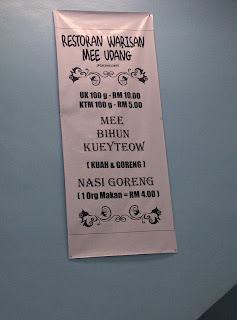 RESTORAN WARISAN
MEE UDANG
UK 100 g - RM 10.00
KTM 100 g - RM 5.00
MEE
BIHUN
KUEYTEOW
( KUAH & GORENG )
NASI GORENG
( 1 Org Makan = RM 4.00 )